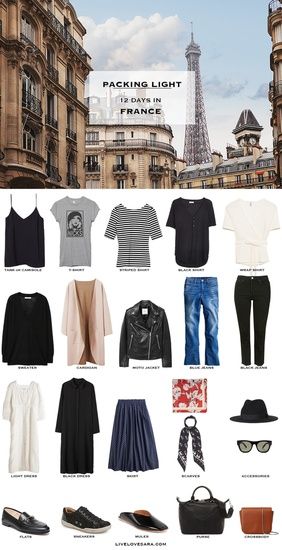 PACKING LIGHT
12 DAYS IN
FRANCE
TANK OR CAMISOLE
T-SHIRT
STRIPED SHIRT
BLACK SHIRT
WRAP SHIRT
SWEATER
CARDIGAN
MOTO JACKET
BLUE JEANS
BLACK JEANS
LIGHT DRESS
BLACK DRESS
SKIRT
SCARVES
ACCESSORIES
FLATS
SNEAKERS
MULES
PURSE
CROSSBODY
LIVELOVESARA.COM